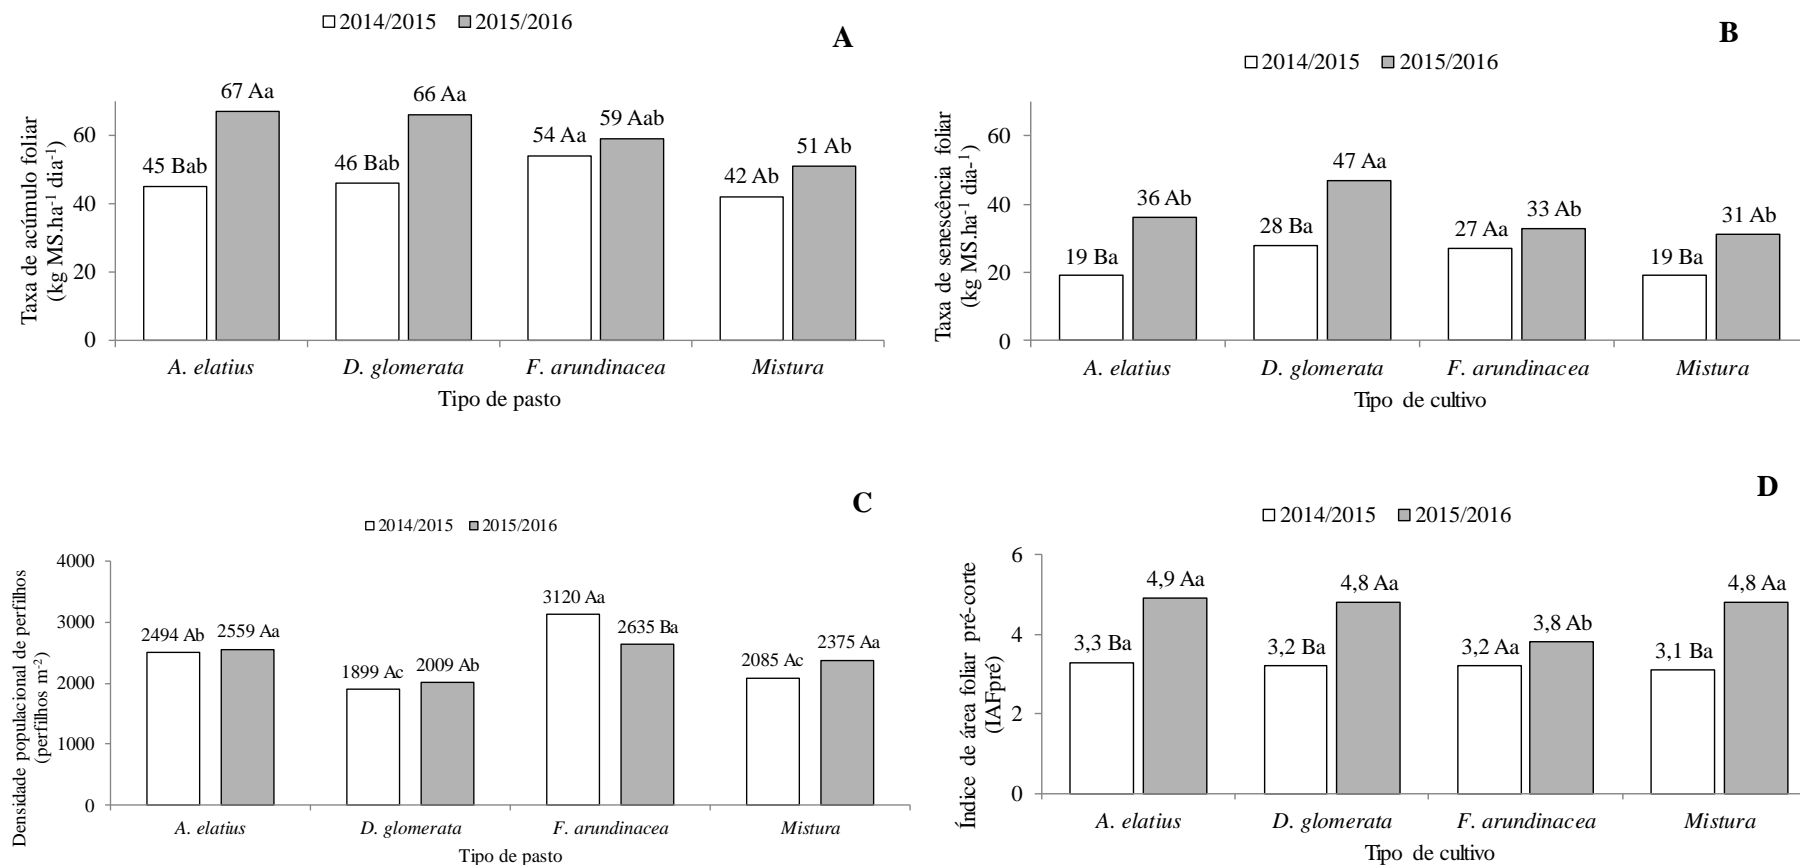 2014/2015 2015/2016
A
Taxa de acúmulo foliar
(kg MS.ha-1 dia-1)
60
40
20
0
45 Bab
67 Aa
46 Bab
66 Aa
54 Aa
59 Aab
42 Ab
51 Ab
A. elatius D. glomerata F. arundinacea Mistura
Tipo de pasto
B
2014/2015 2015/2016
Taxa de senescência foliar
(kg MS.ha-1 dia-1)
60
40
20
0
19 Ba
36 Ab
28 Ba
47 Aa
27 Aa
33 Ab
19 Ba
31 Ab
A. elatius D. glomerata F. arundinacea Mistura
Tipo de cultivo
C
2014/2015 2015/2016
Densidade populacional de perfilhos
(perfilhos m-2)
4000
3000
2000
1000
0
2494 Ab
2559 Aa
1899 Ac
2009 Ab
3120 Aa
2635 Ba
2085 Ac
2375 Aa
A. elatius D. glomerata F. arundinacea Mistura
Tipo de pasto
D
2014/2015 2015/2016
Índice de área foliar pré-corte
(IAFpré)
6
4
2
0
3,3 Ba
4,9 Aa
3,2 Ba
4,8 Aa
3,2 Aa
3,8 Ab
3,1 Ba
4,8 Aa
A. elatius D. glomerata F. arundinacea Mistura
Tipo de cultivo